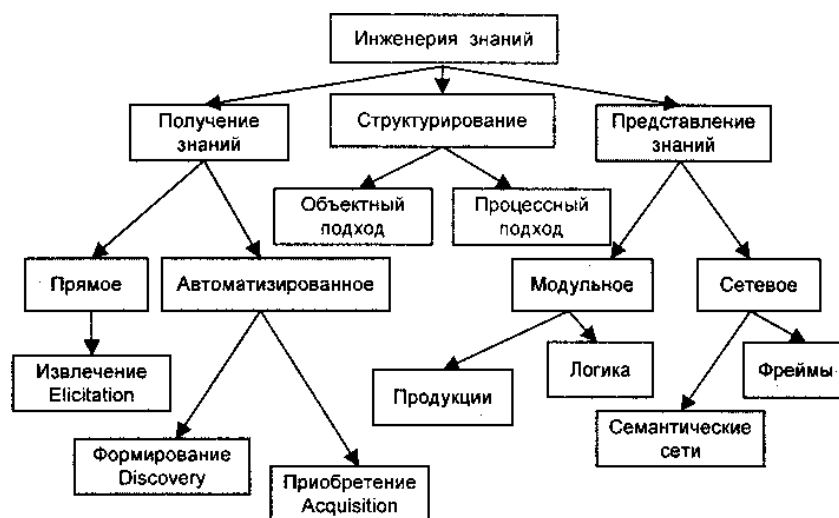 Инженерия знаний
Получение
знаний
Структурирование
Представление
знаний
Объектный
подход
Процессный
подход
Прямое
Автоматизированное
Модульное
Сетевое
Извлечение
Elicitation
Продукции
Логика
Фреймы
Семантические
сети
Формирование
Discovery
Приобретение
Acquisition